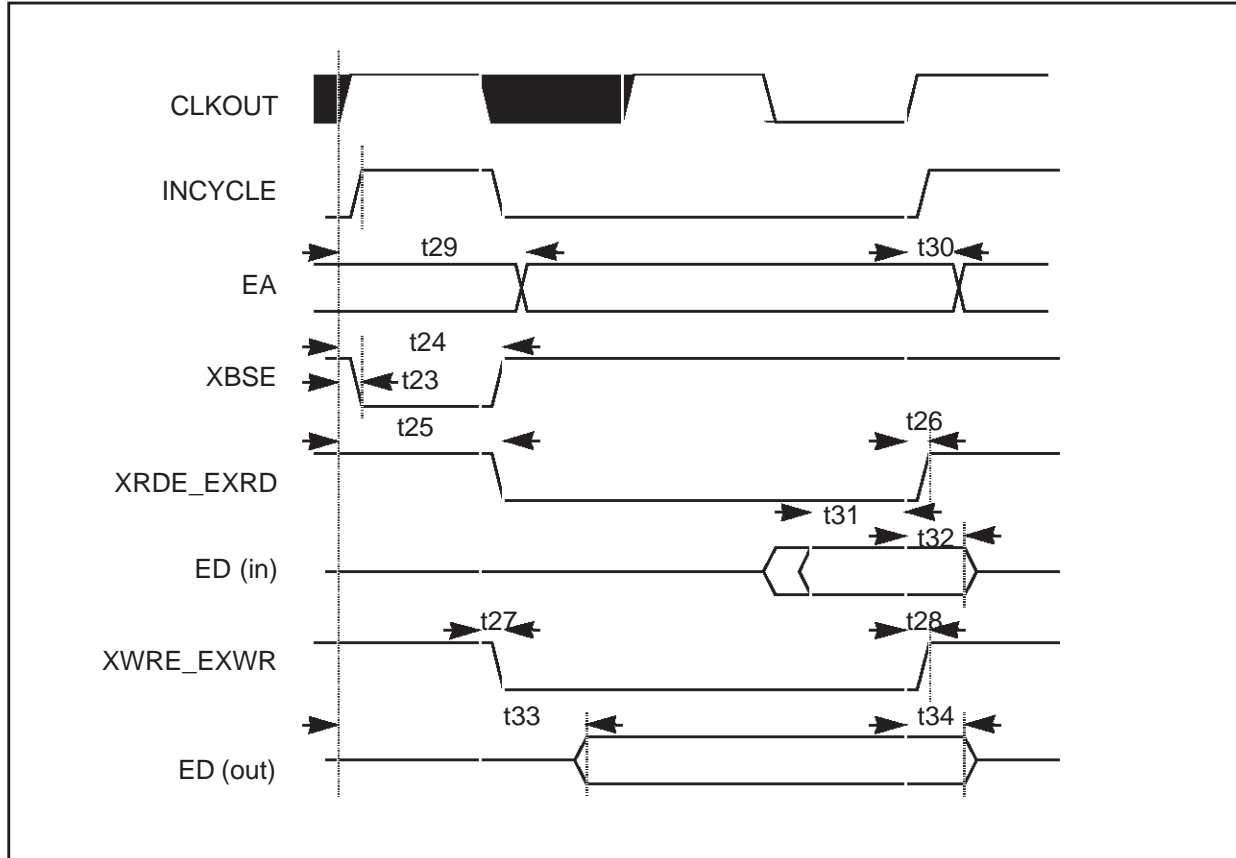 CLKOUT
INCYCLE
t29
t30
EA
t24
XBSE
t23
t25
t26
XRDE_EXRD
t31
t32
ED (in)
t27
t28
XWRE_EXWR
t33
t34
ED (out)